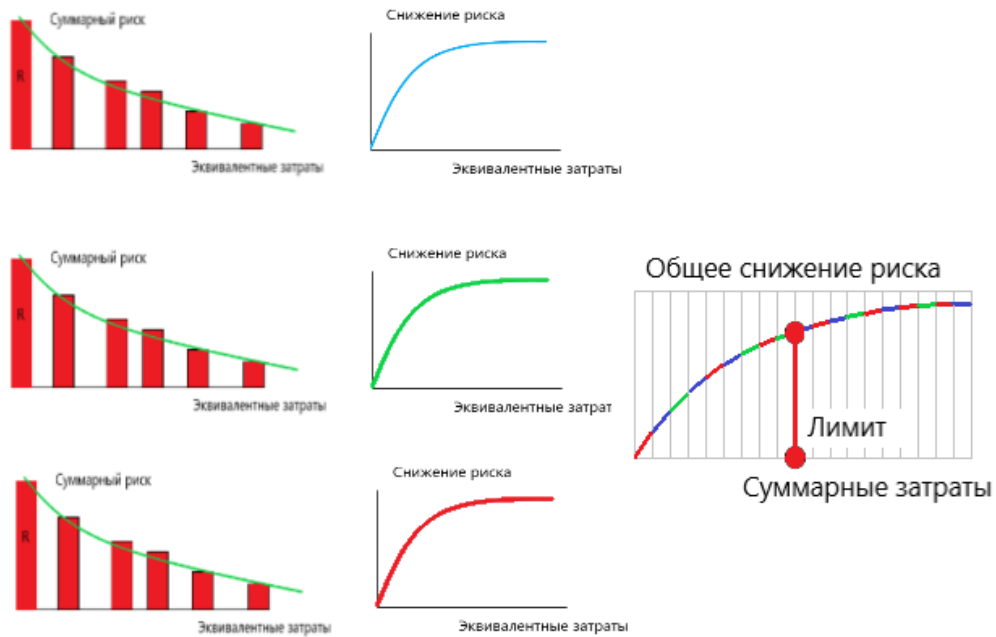 Суммарный риск
Снижение риска
Эквивалентные затраты
Эквивалентные затраты
Суммарный риск
Снижение риска
Общее снижение риска
Эквивалентные затраты
Эквивалентные затрат
Лимит
Суммарный риск
Снижение риска
Суммарные затраты
Эквивалентные затраты
Эквивалентные затраты